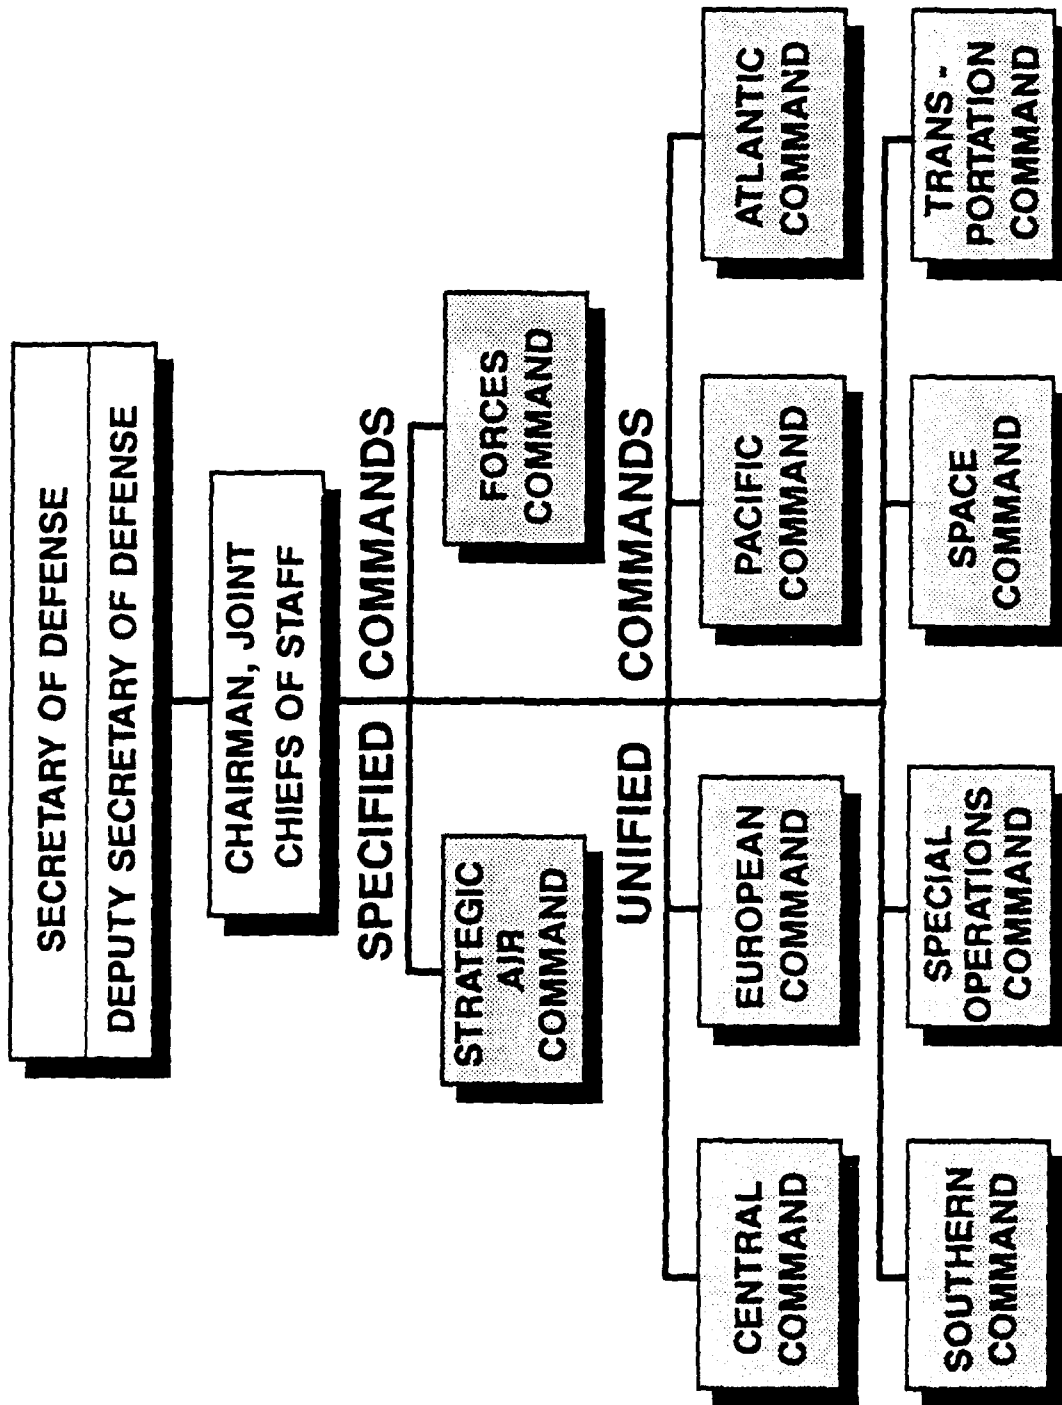 SECRETARY OF DEFENSE
DEPUTY SECRETARY OF DEFENSE
CHAIRMAN, JOINT
CHIEFS OF STAFF
SPECIFIED COMMANDS
STRATEGIC
AIR
COMMAND
FORCES
COMMAND
UNIFIED COMMANDS
CENTRAL
COMMAND
EUROPEAN
COMMAND
PACIFIC
COMMAND
ATLANTIC
COMMAND
SOUTHERN
COMMAND
SPECIAL
OPERATIONS
COMMAND
SPACE
COMMAND
TRANS -
PORTATION
COMMAND